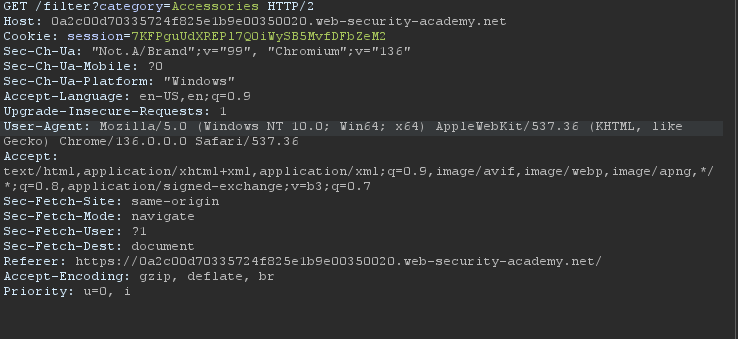 GET /filter?category=Accessories HTTP/2
Host: 0a2c00d70335724f825e1b9e00350020.web-security-academy.net
Cookie: session=7KFPguUdXREPl7Q0iWySB5MvfDFbZeM2
Sec-Ch-Ua: "Not.A/Brand";v="99", "Chromium";v="136"
Sec-Ch-Ua-Mobile: ?0
Sec-Ch-Ua-Platform: "Windows"
Accept-Language: en-US,en;q=0.9
Upgrade-Insecure-Requests: 1
User-Agent: Mozilla/5.0 (Windows NT 10.0; Win64; x64) AppleWebKit/537.36 (KHTML, like
Gecko) Chrome/136.0.0.0 Safari/537.36
Accept:
text/html,application/xhtml+xml,application/xml;q=0.9,image/avif,image/webp,image/apng,*/
*;q=0.8,application/signed-exchange;v=b3;q=0.7
Sec-Fetch-Site: same-origin
Sec-Fetch-Mode: navigate
Sec-Fetch-User: ?1
Sec-Fetch-Dest: document
Referer: https://0a2c00d70335724f825e1b9e00350020.web-security-academy.net/
Accept-Encoding: gzip, deflate, br
Priority: u=0, i